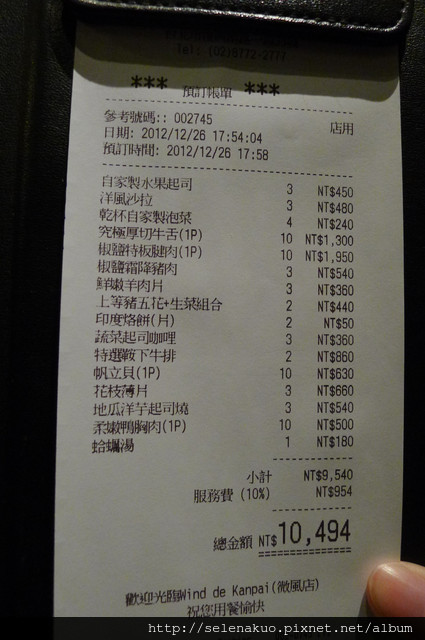 Tel: (02)8772-2777
*** 預訂帳單 ***
參考號碼:: 002745
店用
日期: 2012/12/26 17:54:04
預訂時間: 2012/12/26 17:58
自家製水果起司 3 NT$450
洋風沙拉 3 NT$480
乾杯自家製泡菜 4 NT$240
究極厚切牛舌(1P) 10 NT$1,300
椒鹽特板腱肉(1P) 10 NT$1,950
椒鹽霜降豬肉 3 NT$540
鮮嫩羊肉片 3 NT$360
上等豬五花+生菜組合 2 NT$440
印度烙餅(片) 2 NT$50
蔬菜起司咖哩 3 NT$360
特選鞍下牛排 2 NT$860
帆立貝(1P) 10 NT$630
花枝薄片 3 NT$660
地瓜洋芋起司燒 3 NT$540
柔嫩鴨胸肉(1P) 10 NT$500
蛤蠣湯 1 NT$180
小計 NT$9,540
服務費 (10%) NT$954
總金額 NT$10,494
歡迎光臨Wind de Kanpai(微風店)
祝您用餐愉快
http://selenakuo.pixnet.net/album